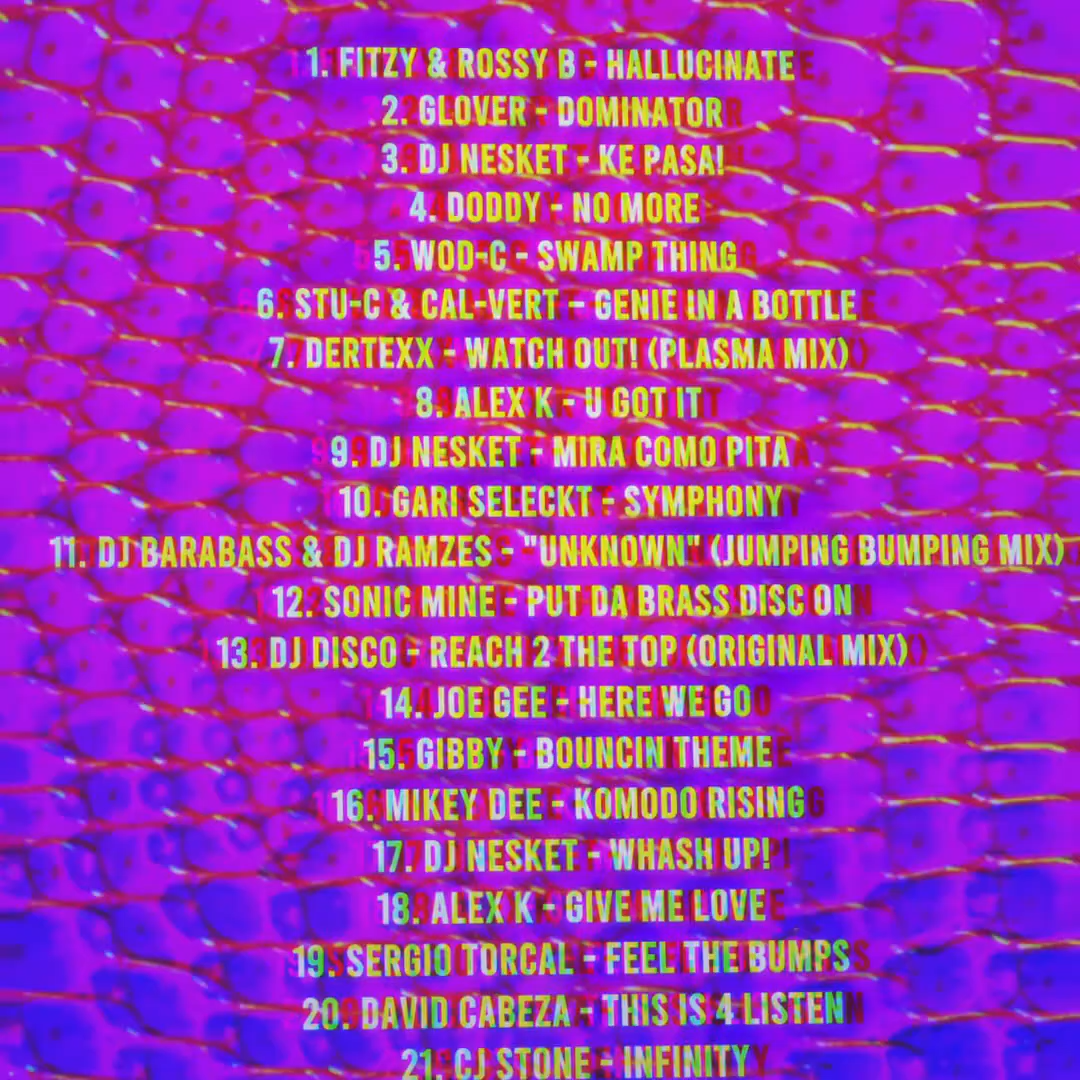 1. FITZY & ROSSY B - HALLUCINATE
2. GLOVER - DOMINATOR
3. DJ NESKET - KE PASA!
4. DODDY - NO MORE
5. WOD-C - SWAMP THING
6. STU-C & CAL-VERT - GENIE IN A BOTTLE
7. DERTEXX - WATCH OUT! (PLASMA MIX)
8. ALEX K - U GOT IT
9. DJ NESKET - MIRA COMO PITA
10. GARI SELECKT - SYMPHONY
11. DJ BARABASS & DJ RAMZES - "UNKNOWN" (JUMPING BUMPING MIX)
12. SONIC MINE - PUT DA BRASS DISC ON
13. DJ DISCO - REACH 2 THE TOP (ORIGINAL MIX)
14. JOE GEE - HERE WE GO
15. GIBBY - BOUNCIN THEME
16. MIKEY DEE - KOMODO RISING
17. DJ NESKET - WHASH UP!
18. ALEX K - GIVE ME LOVE
19. SERGIO TORCAL - FEEL THE BUMPS
20. DAVID CABEZA - THIS IS 4 LISTEN
21. CJ STONE - INFINITY